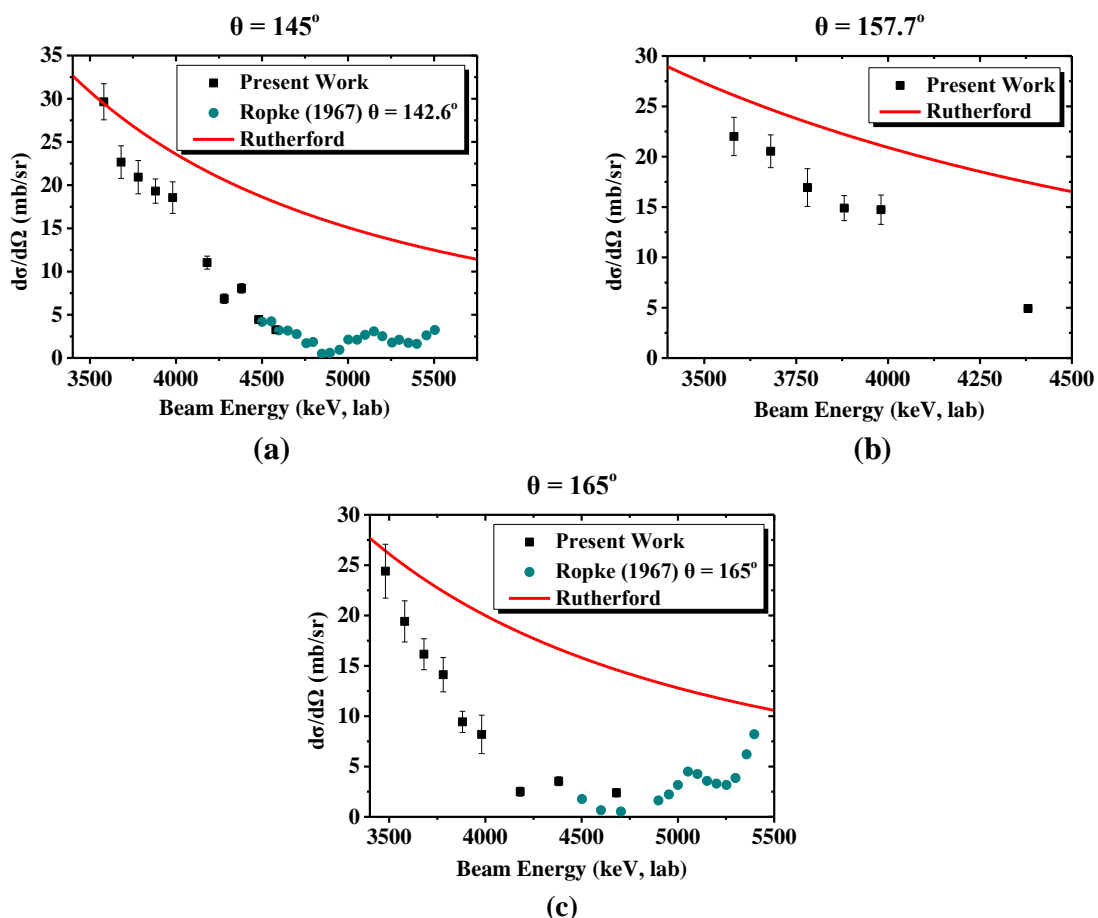 θ = 145°
35
30
25
20
15
10
5
0
dσ/dΩ (mb/sr)
Present Work
Ropke (1967) θ = 142.6°
Rutherford
3500 4000 4500 5000 5500
Beam Energy (keV, lab)
(a)
θ = 157.7°
30
25
20
15
10
5
0
dσ/dΩ (mb/sr)
Present Work
Rutherford
3500 3750 4000 4250 4500
Beam Energy (keV, lab)
(b)
θ = 165°
30
25
20
15
10
5
0
dσ/dΩ (mb/sr)
Present Work
Ropke (1967) θ = 165°
Rutherford
3500 4000 4500 5000 5500
Beam Energy (keV, lab)
(c)